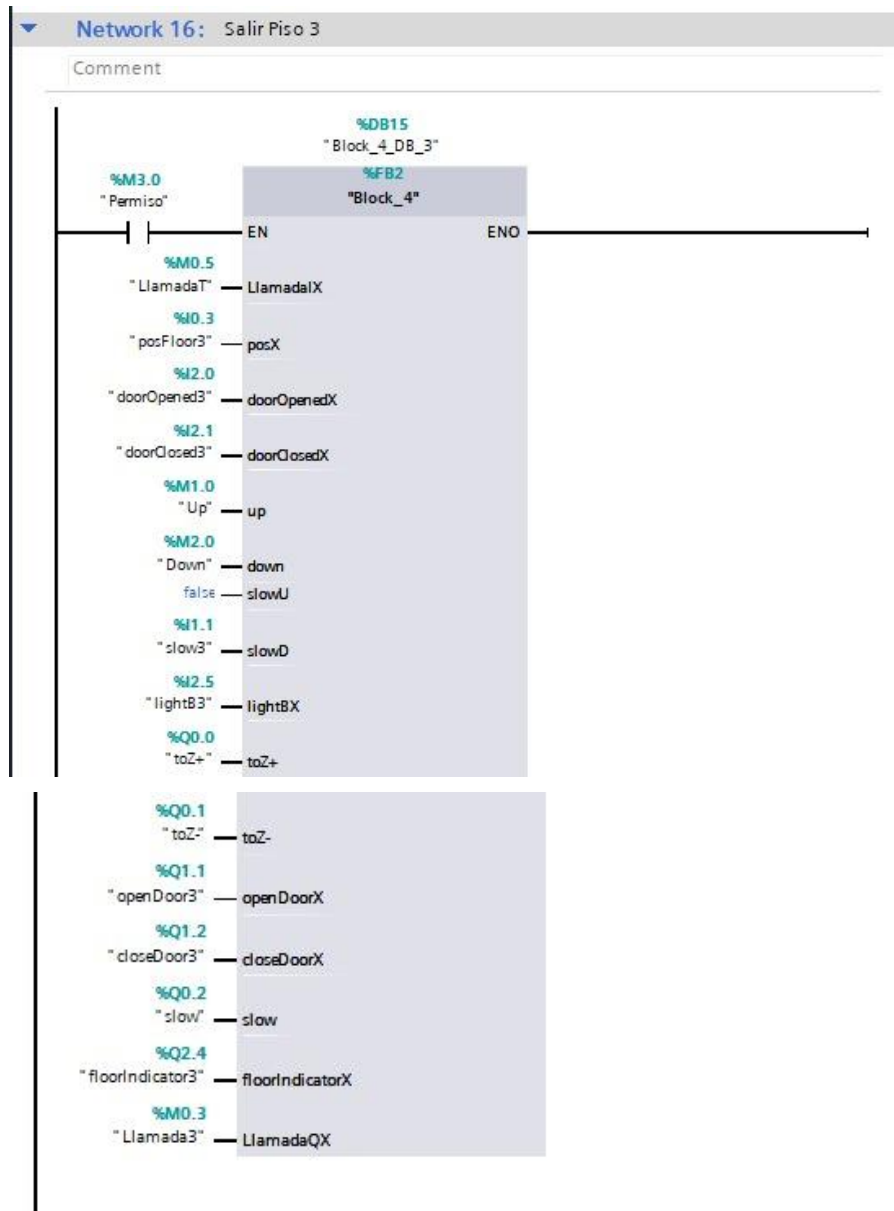 Network 16: Salir Piso 3
Comment
%DB15
"Block_4_DB_3"
%FB2
"Block_4"
%M3.0
"Permiso"
EN ENO
%M0.5
"LlamadaT" LlamadaIX
%I0.3
"posFloor3" posX
%I2.0
"doorOpened3" doorOpenedX
%I2.1
"doorClosed3" doorClosedX
%M1.0
"Up" up
%M2.0
"Down" down
false slowU
%I1.1
"slow3" slowD
%I2.5
"lightB3" lightBX
%Q0.0
"toZ+" toZ+
%Q0.1
"toZ-" toZ-
%Q1.1
"openDoor3" openDoorX
%Q1.2
"closeDoor3" closeDoorX
%Q0.2
"slow" slow
%Q2.4
"floorIndicator3" floorIndicatorX
%M0.3
"Llamada3" LlamadaQX